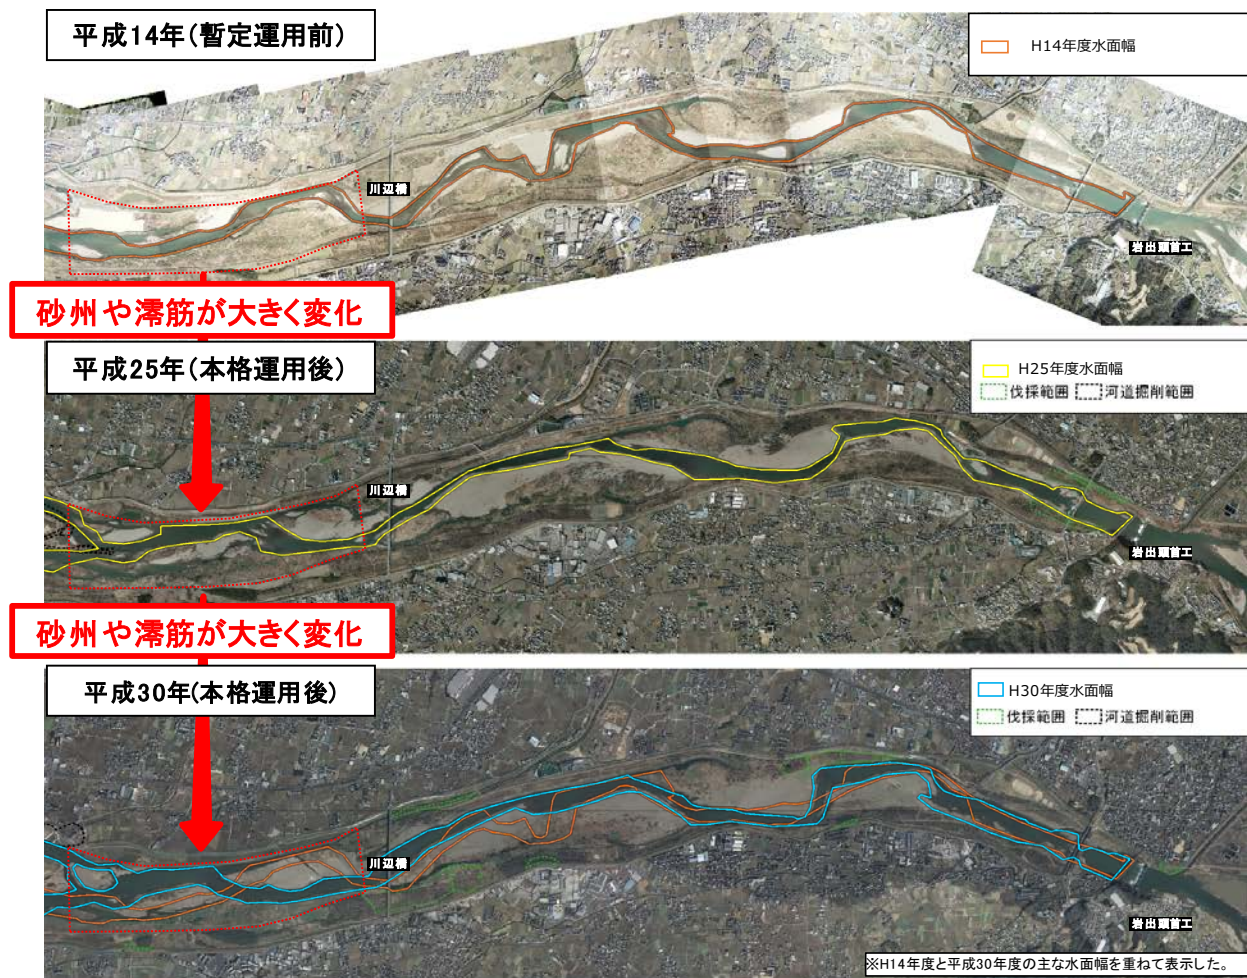 平成14年(暫定運用前)
H14年度水面幅
川辺橋
岩出頭首工
砂州や澪筋が大きく変化
平成25年(本格運用後)
H25年度水面幅
伐採範囲 河道掘削範囲
川辺橋
岩出頭首工
砂州や澪筋が大きく変化
平成30年(本格運用後)
H30年度水面幅
伐採範囲 河道掘削範囲
川辺橋
岩出頭首工
※H14年度と平成30年度の主な水面幅を重ねて表示した。